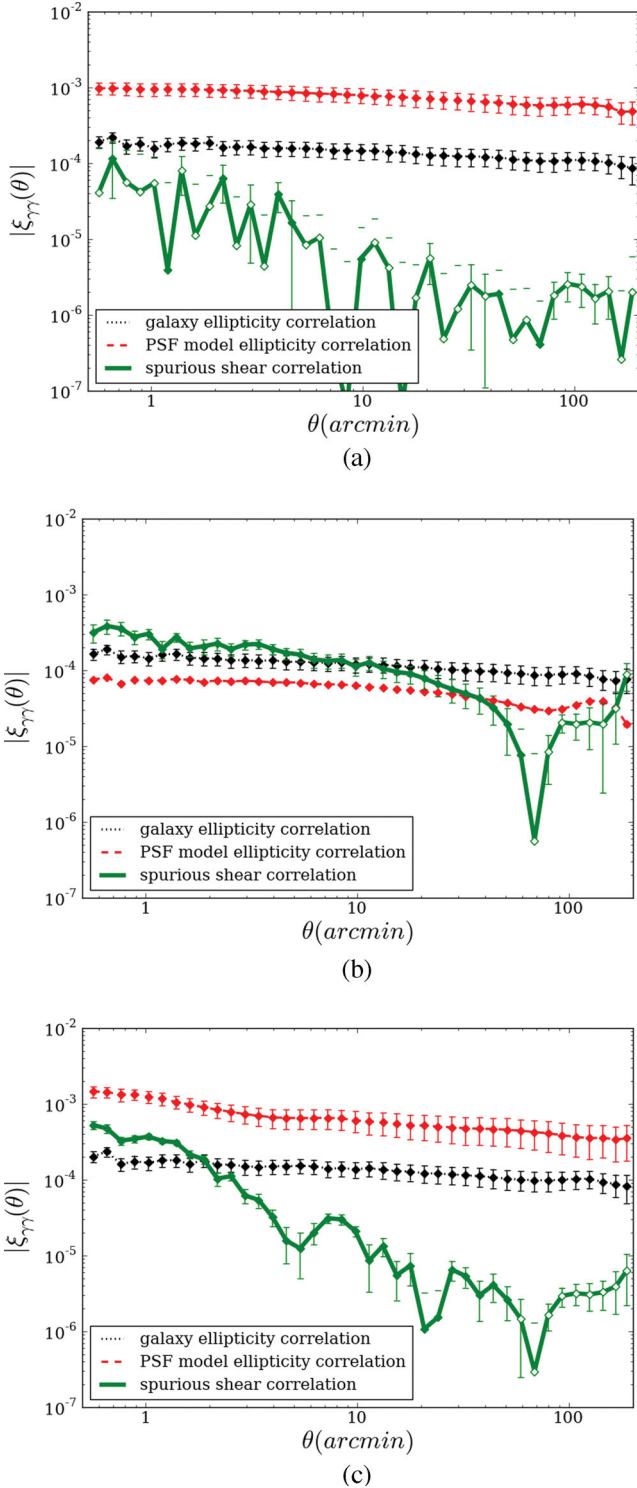 10⁻²
10⁻³
10⁻⁴
10⁻⁵
10⁻⁶
10⁻⁷
|ξγγ(θ)|
galaxy ellipticity correlation
PSF model ellipticity correlation
spurious shear correlation
1 10 100
θ(arcmin)
(a)
10⁻²
10⁻³
10⁻⁴
10⁻⁵
10⁻⁶
10⁻⁷
|ξγγ(θ)|
galaxy ellipticity correlation
PSF model ellipticity correlation
spurious shear correlation
1 10 100
θ(arcmin)
(b)
10⁻²
10⁻³
10⁻⁴
10⁻⁵
10⁻⁶
10⁻⁷
|ξγγ(θ)|
galaxy ellipticity correlation
PSF model ellipticity correlation
spurious shear correlation
1 10 100
θ(arcmin)
(c)